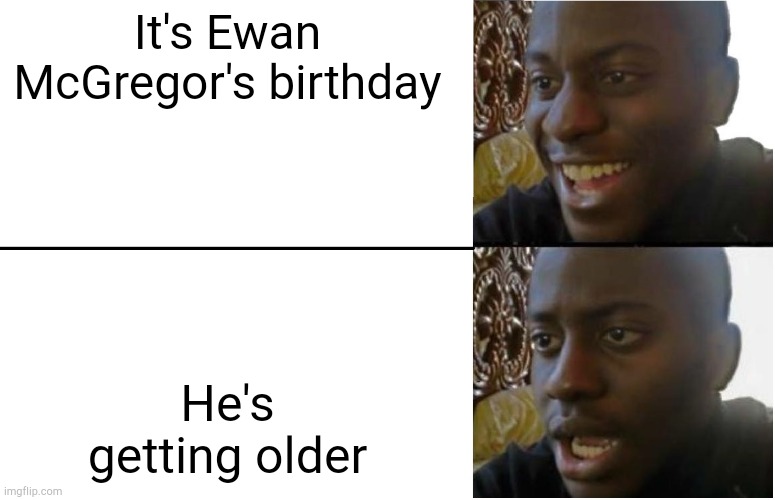 It's Ewan
McGregor's birthday
He's
getting older
imgflip.com